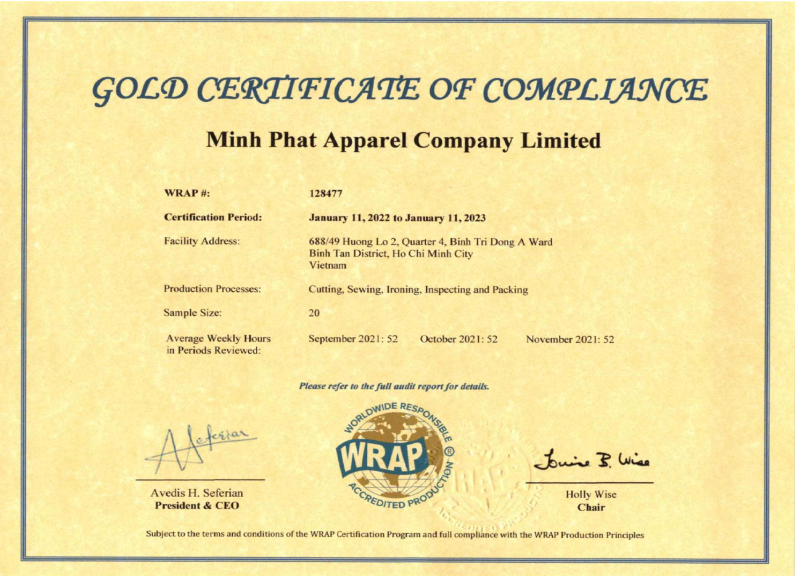 GOLD CERTIFICATE OF COMPLIANCE
Minh Phat Apparel Company Limited
WRAP #: 128477
Certification Period: January 11, 2022 to January 11, 2023
Facility Address: 688/49 Huong Lo 2, Quarter 4, Binh Tri Dong A Ward
Binh Tan District, Ho Chi Minh City
Vietnam
Production Processes: Cutting, Sewing, Ironing, Inspecting and Packing
Sample Size: 20
Average Weekly Hours September 2021: 52 October 2021: 52 November 2021: 52
in Periods Reviewed:
Please refer to the full audit report for details.
WORLDWIDE RESPONSIBLE
WRAP
®
ACCREDITED PRODUCTION
WRAP
Seferian
Louise B. Wise
Avedis H. Seferian
President & CEO
Holly Wise
Chair
Subject to the terms and conditions of the WRAP Certification Program and full compliance with the WRAP Production Principles